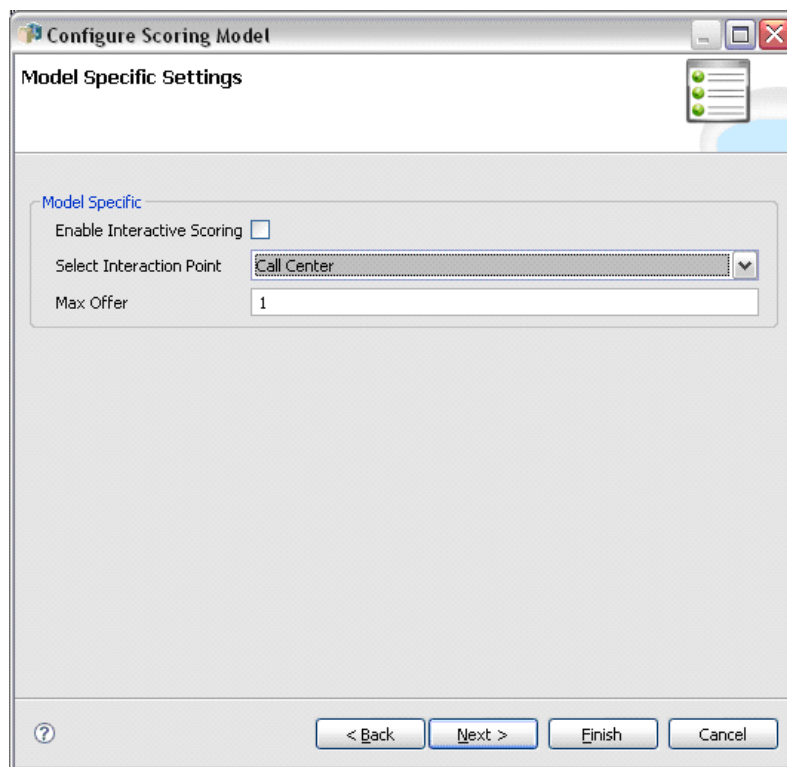 Configure Scoring Model
Model Specific Settings
Model Specific
Enable Interactive Scoring
Select Interaction Point Call Center
Max Offer 1
? < Back Next > Finish Cancel